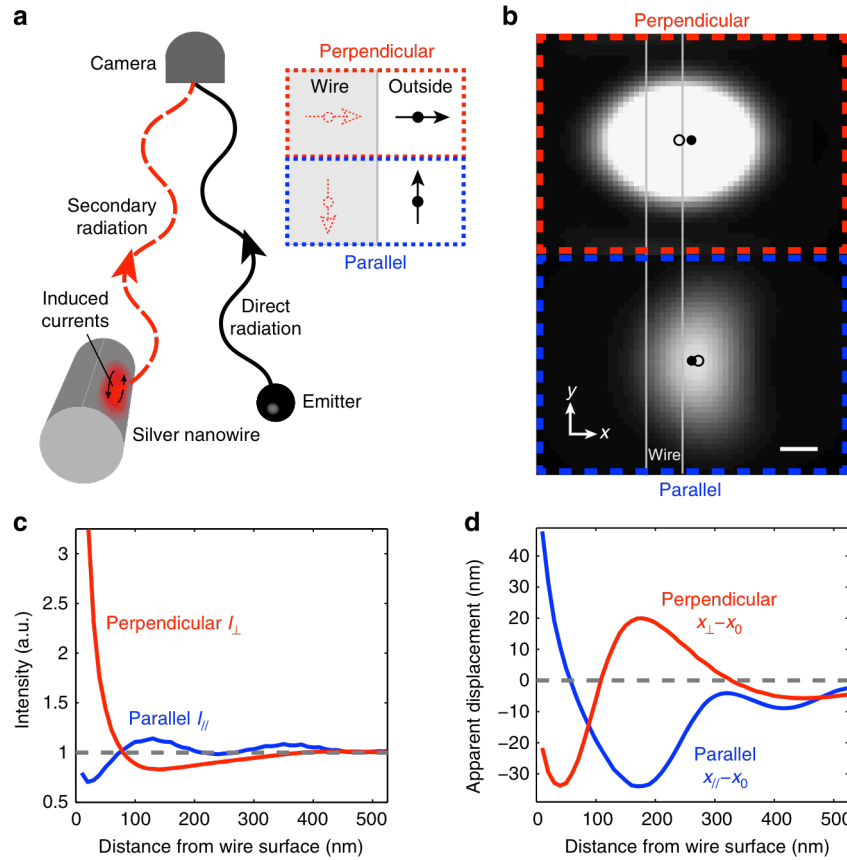 a
Camera
Perpendicular
Wire
Outside
Parallel
Secondary
radiation
Induced
currents
Direct
radiation
Emitter
Silver nanowire
b
Perpendicular
y
x
Wire
Parallel
c
3
2.5
2
1.5
1
0.5
Intensity (a.u.)
Perpendicular I⊥
Parallel I//
0
100
200
300
400
500
Distance from wire surface (nm)
d
40
30
20
10
0
−10
−20
−30
Apparent displacement (nm)
Perpendicular
x⊥−x0
Parallel
x//−x0
0
100
200
300
400
500
Distance from wire surface (nm)